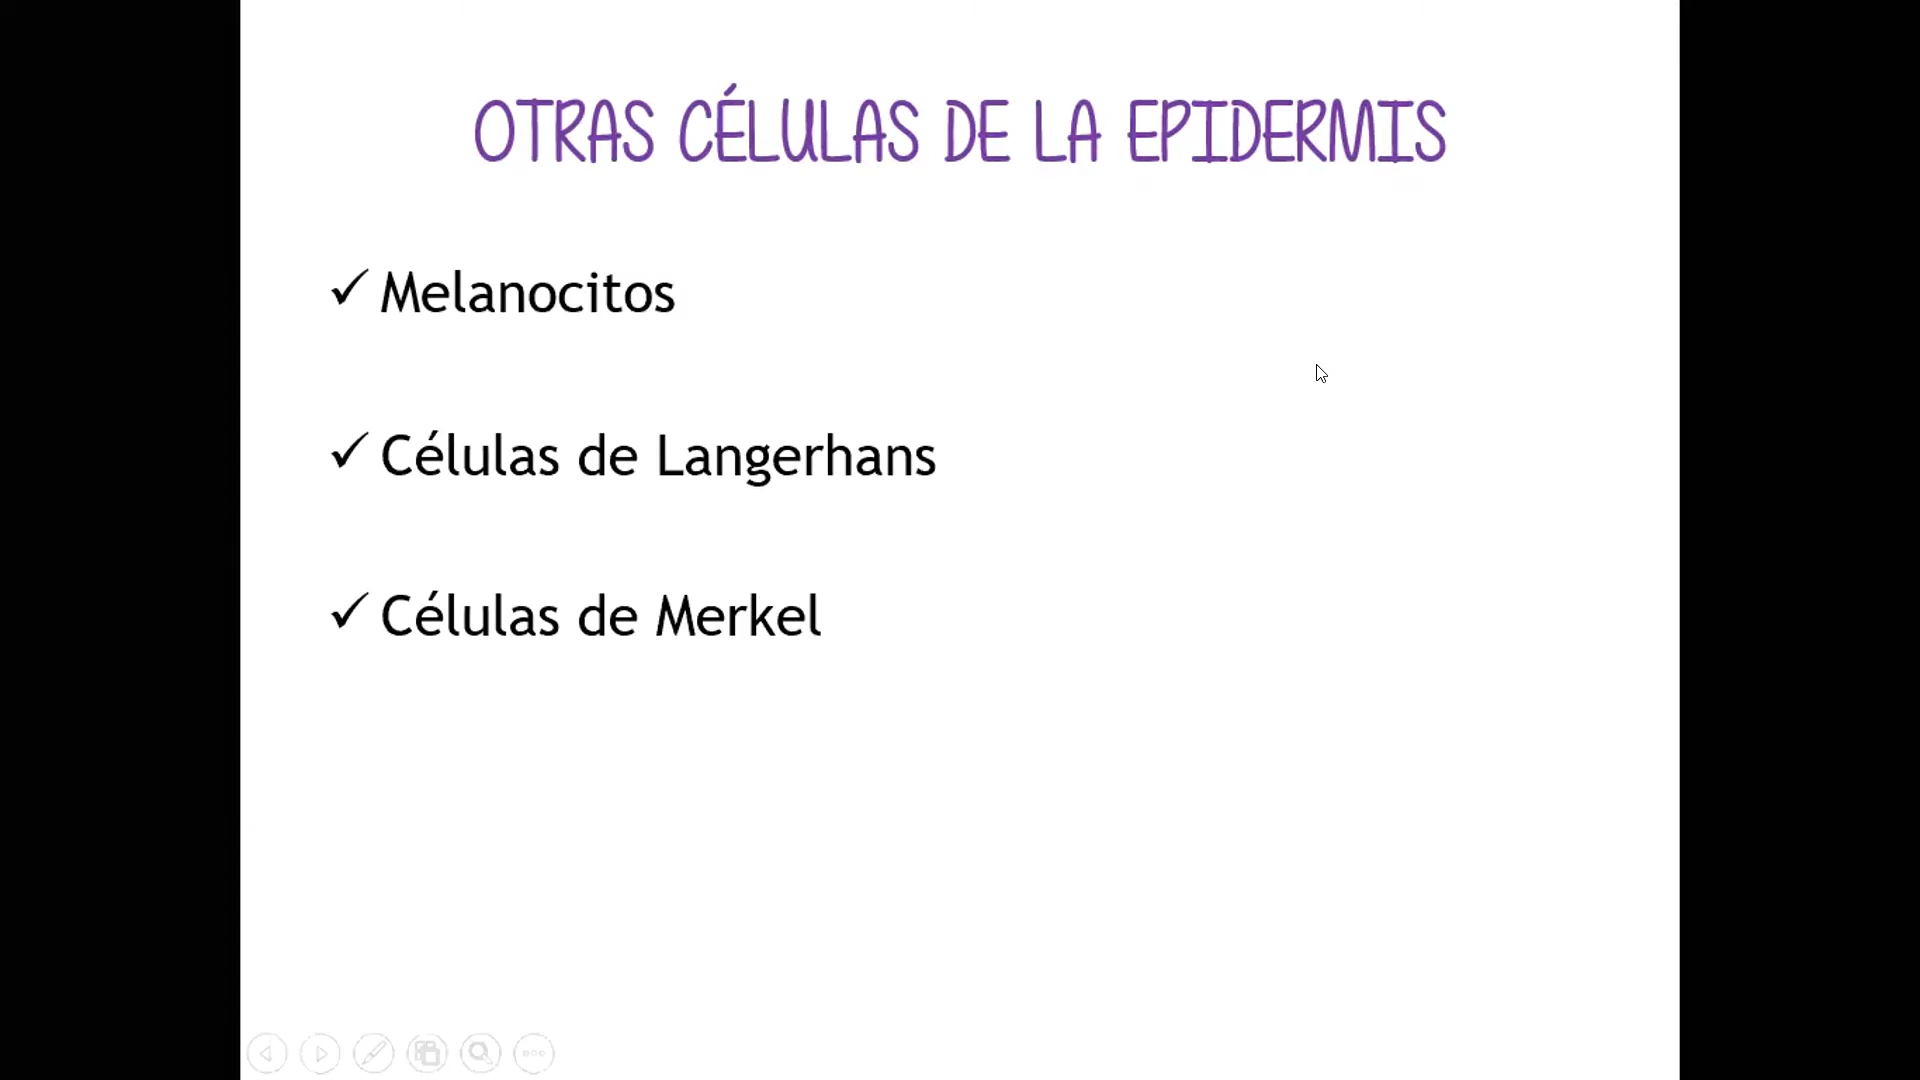 OTRAS CÉLULAS DE LA EPIDERMIS
✓ Melanocitos
✓ Células de Langerhans
✓ Células de Merkel